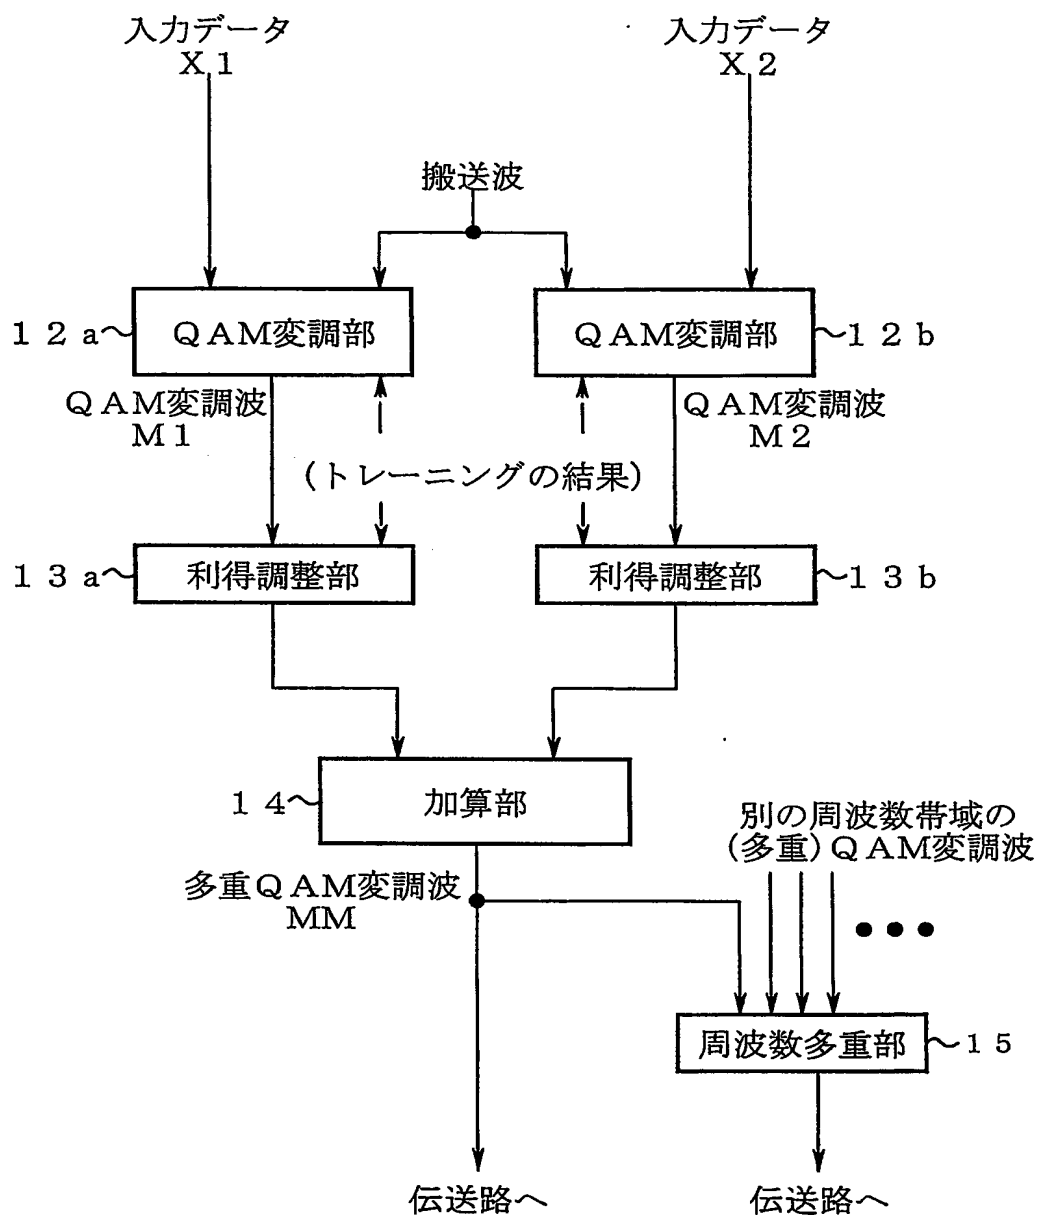 入力データ
X1
入力データ
X2
搬送波
12a
QAM変調部
QAM変調部
12b
QAM変調波
M1
QAM変調波
M2
(トレーニングの結果)
13a
利得調整部
利得調整部
13b
14
加算部
別の周波数帯域の
(多重)QAM変調波
多重QAM変調波
MM
周波数多重部
15
伝送路へ
伝送路へ